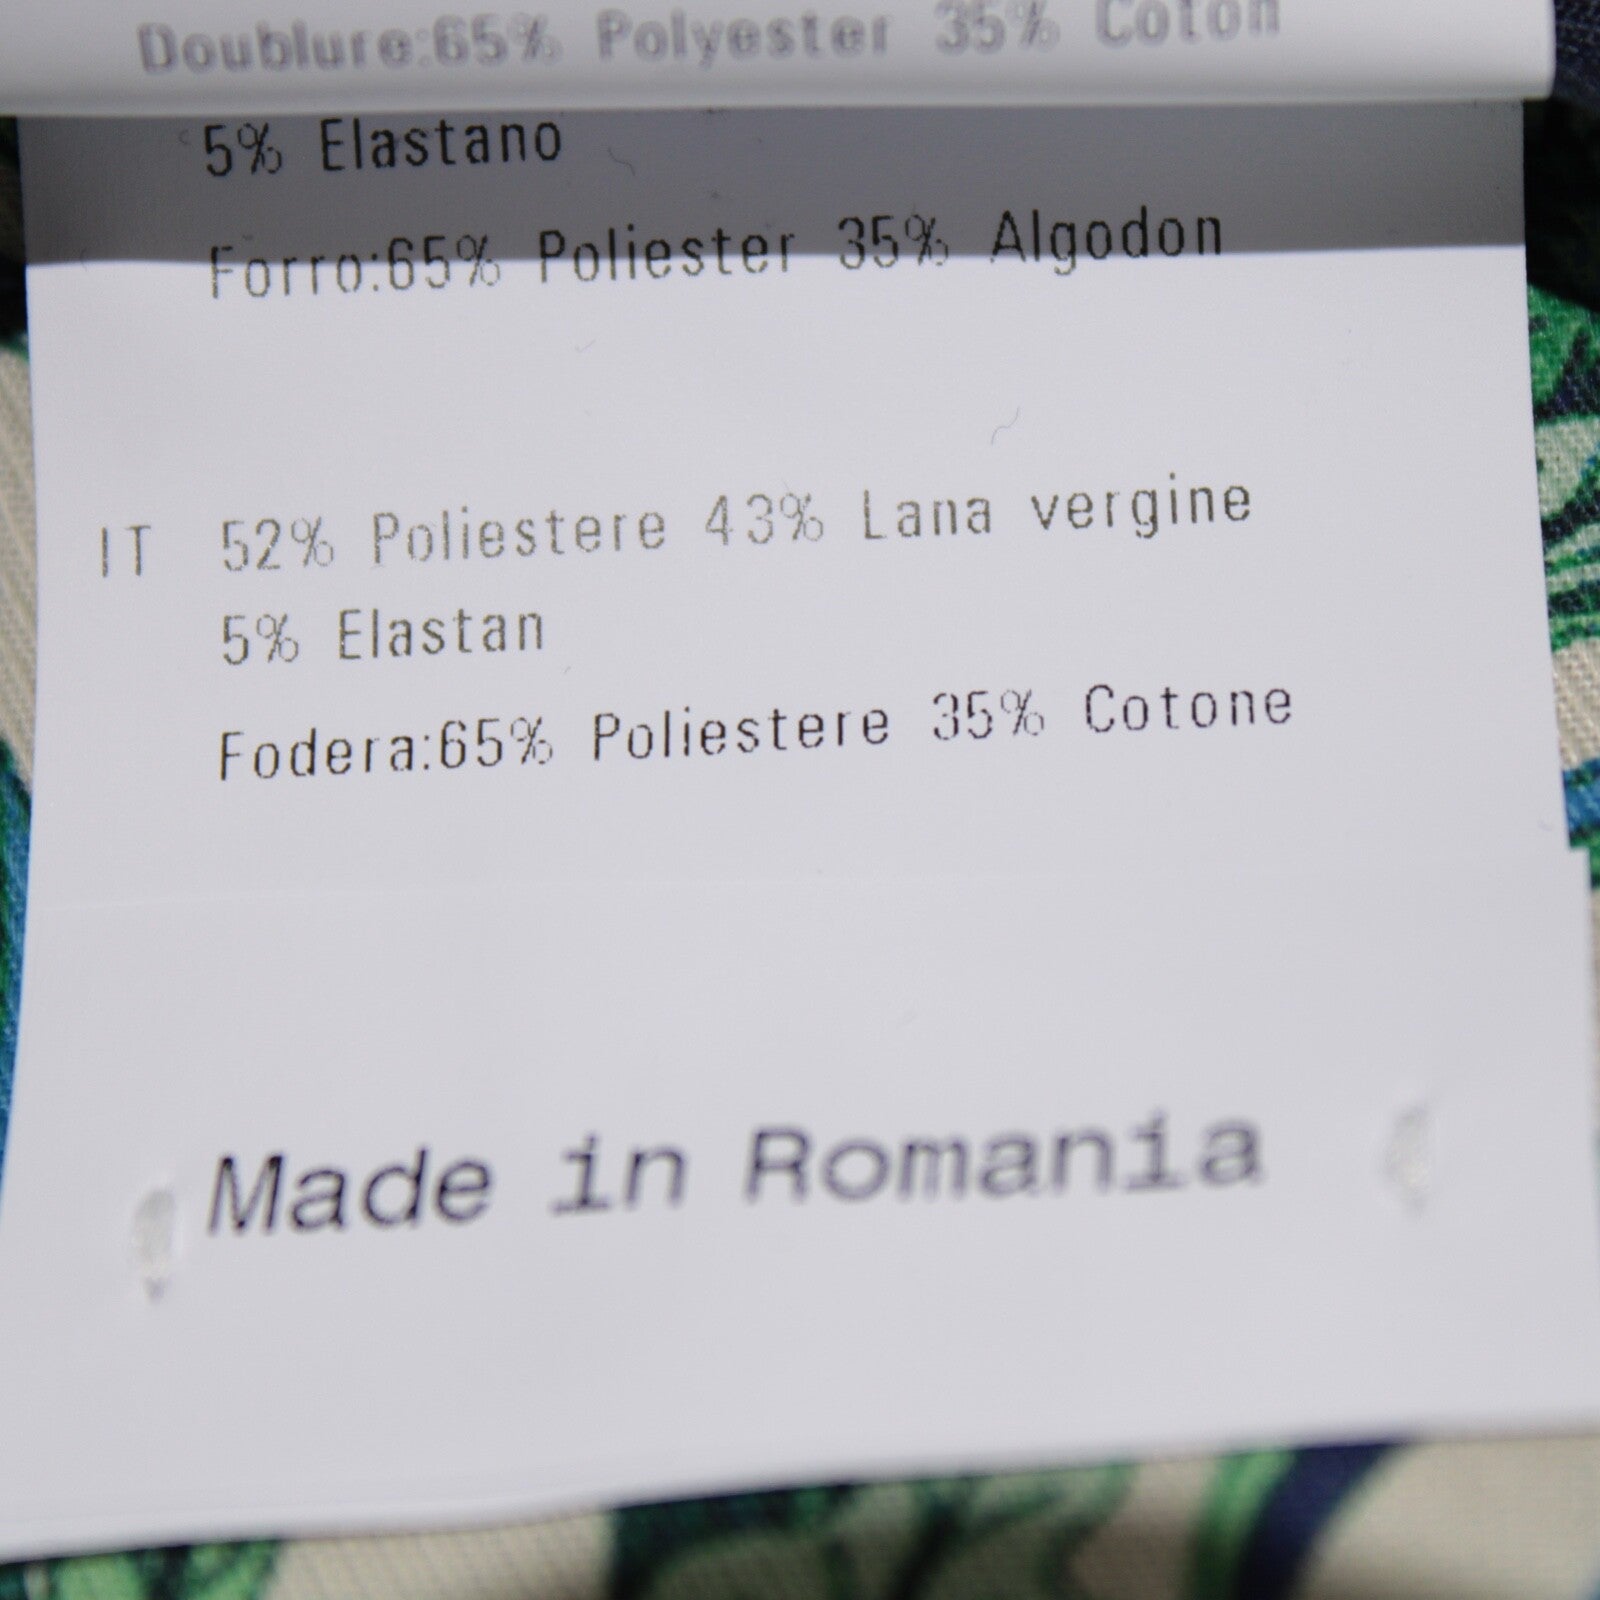 Doublure:65% Polyester 35% Coton
5% Elastano
Forro:65% Poliester 35% Algodon
IT 52% Poliestere 43% Lana vergine
5% Elastan
Fodera:65% Poliestere 35% Cotone
Made in Romania